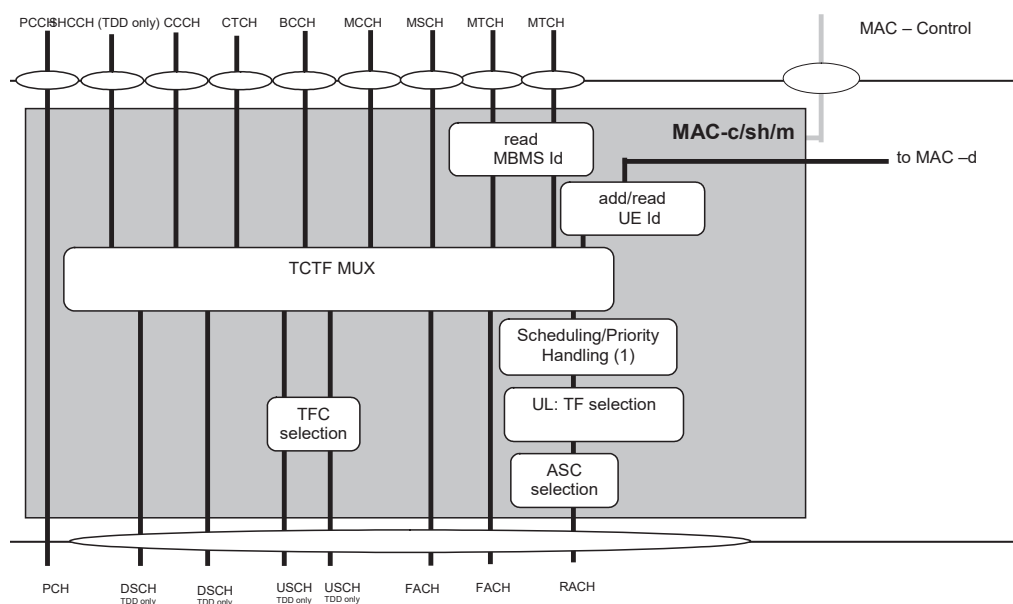 PCCH SHCCH (TDD only) CCCH CTCH BCCH MCCH MSCH MTCH MTCH
MAC – Control
MAC-c/sh/m
read
MBMS Id
to MAC –d
add/read
UE Id
TCTF MUX
Scheduling/Priority
Handling (1)
UL: TF selection
TFC
selection
ASC
selection
PCH DSCH DSCH USCH USCH FACH FACH RACH
TDD only TDD only TDD only TDD only